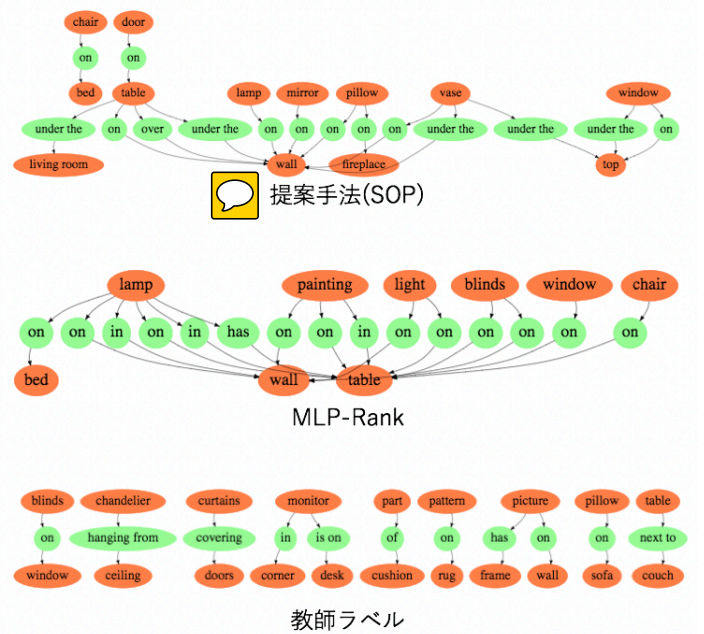 chair door
on on
bed table lamp mirror pillow vase window
under the on over under the on on on on on under the under the under the on
living room wall fireplace top
提案手法(SOP)
lamp painting light blinds window chair
on on in on in has on on in on on on on on on
bed wall table
MLP-Rank
blinds chandelier curtains monitor part pattern picture pillow table
on hanging from covering in is on of on has on on next to
window ceiling doors corner desk cushion rug frame wall sofa couch
教師ラベル